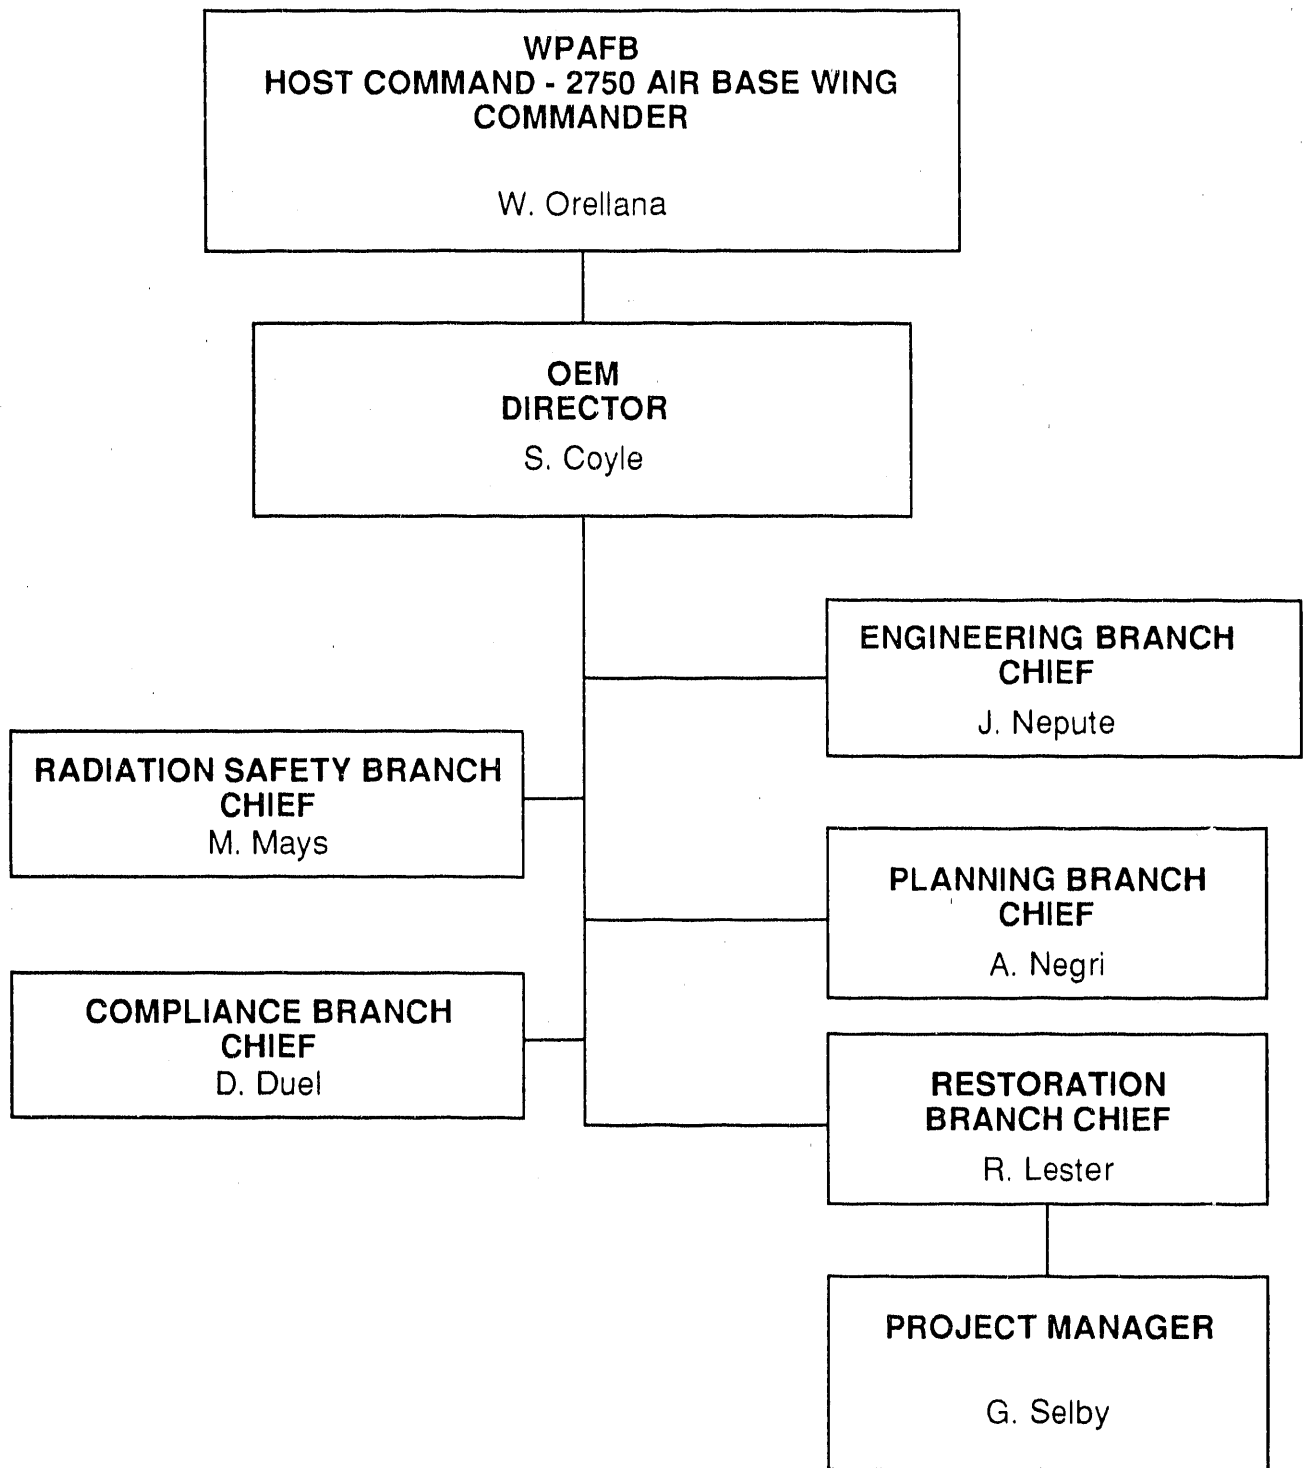 WPAFB
HOST COMMAND - 2750 AIR BASE WING
COMMANDER
W. Orellana
OEM
DIRECTOR
S. Coyle
ENGINEERING BRANCH
CHIEF
J. Nepute
RADIATION SAFETY BRANCH
CHIEF
M. Mays
PLANNING BRANCH
CHIEF
A. Negri
COMPLIANCE BRANCH
CHIEF
D. Duel
RESTORATION
BRANCH CHIEF
R. Lester
PROJECT MANAGER
G. Selby